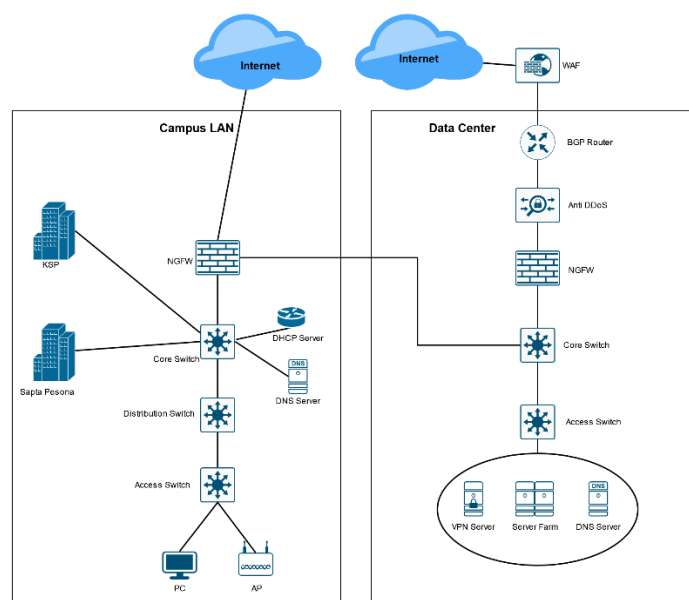 Internet
Internet
WAF
Campus LAN
Data Center
BGP Router
Anti DDoS
KSP
NGFW
NGFW
DHCP Server
Core Switch
Core Switch
DNS
Sapta Pesona
DNS Server
Distribution Switch
Access Switch
Access Switch
DNS
VPN Server
Server Farm
DNS Server
PC
AP